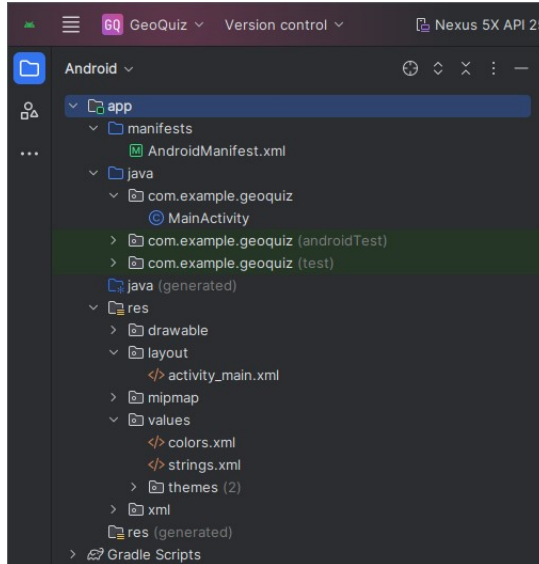 GQ GeoQuiz Version control Nexus 5X API 25
Android
app
manifests
M AndroidManifest.xml
java
com.example.geoquiz
C MainActivity
com.example.geoquiz (androidTest)
com.example.geoquiz (test)
java (generated)
res
drawable
layout
</> activity_main.xml
mipmap
values
</> colors.xml
</> strings.xml
themes (2)
xml
res (generated)
Gradle Scripts